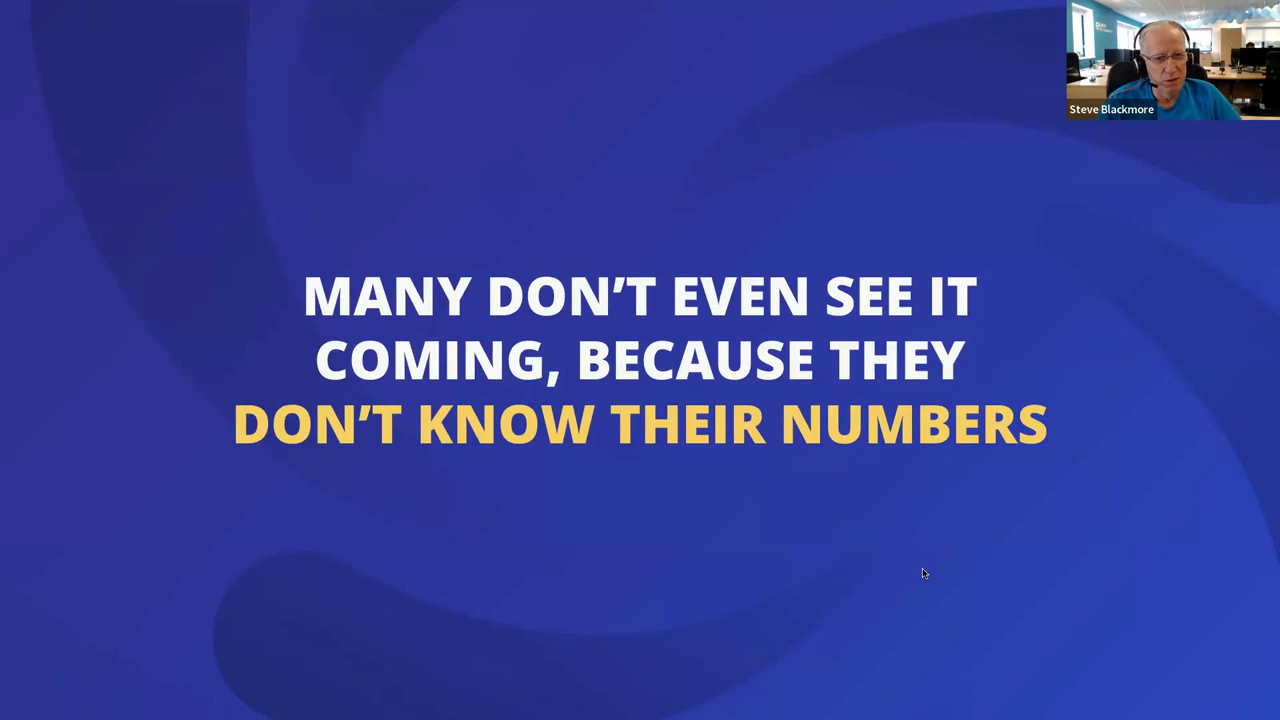 Steve Blackmore
MANY DON’T EVEN SEE IT
COMING, BECAUSE THEY
DON’T KNOW THEIR NUMBERS